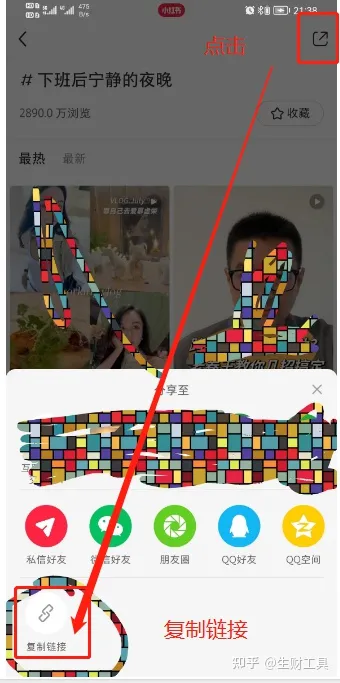 475
B/s
小红书
21:38
点击
# 下班后宁静的夜晚
2890.0 万浏览
收藏
最热
最新
VLOG.July
分享至
私信好友
微信好友
朋友圈
QQ好友
QQ空间
复制链接
复制链接
知乎 @生财工具